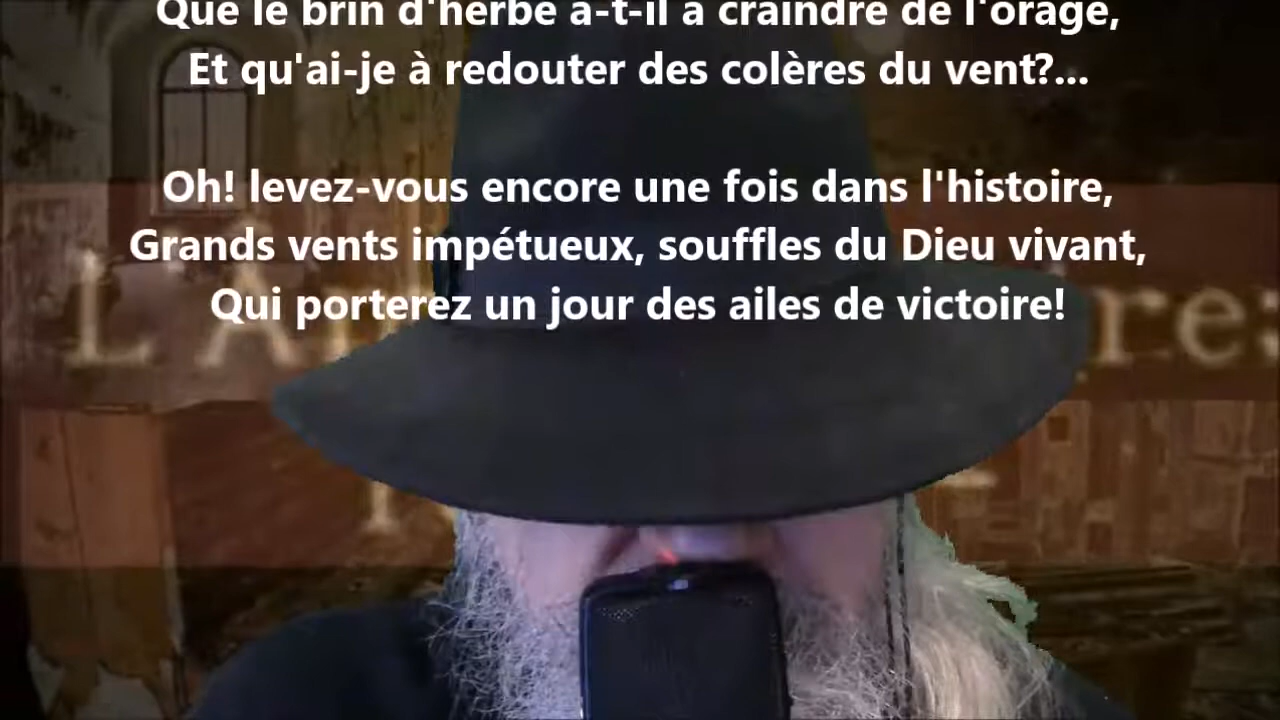 Que le brin d'herbe a-t-il à craindre de l'orage,
Et qu'ai-je à redouter des colères du vent?...
Oh! levez-vous encore une fois dans l'histoire,
Grands vents impétueux, souffles du Dieu vivant,
Qui porterez un jour des ailes de victoire!